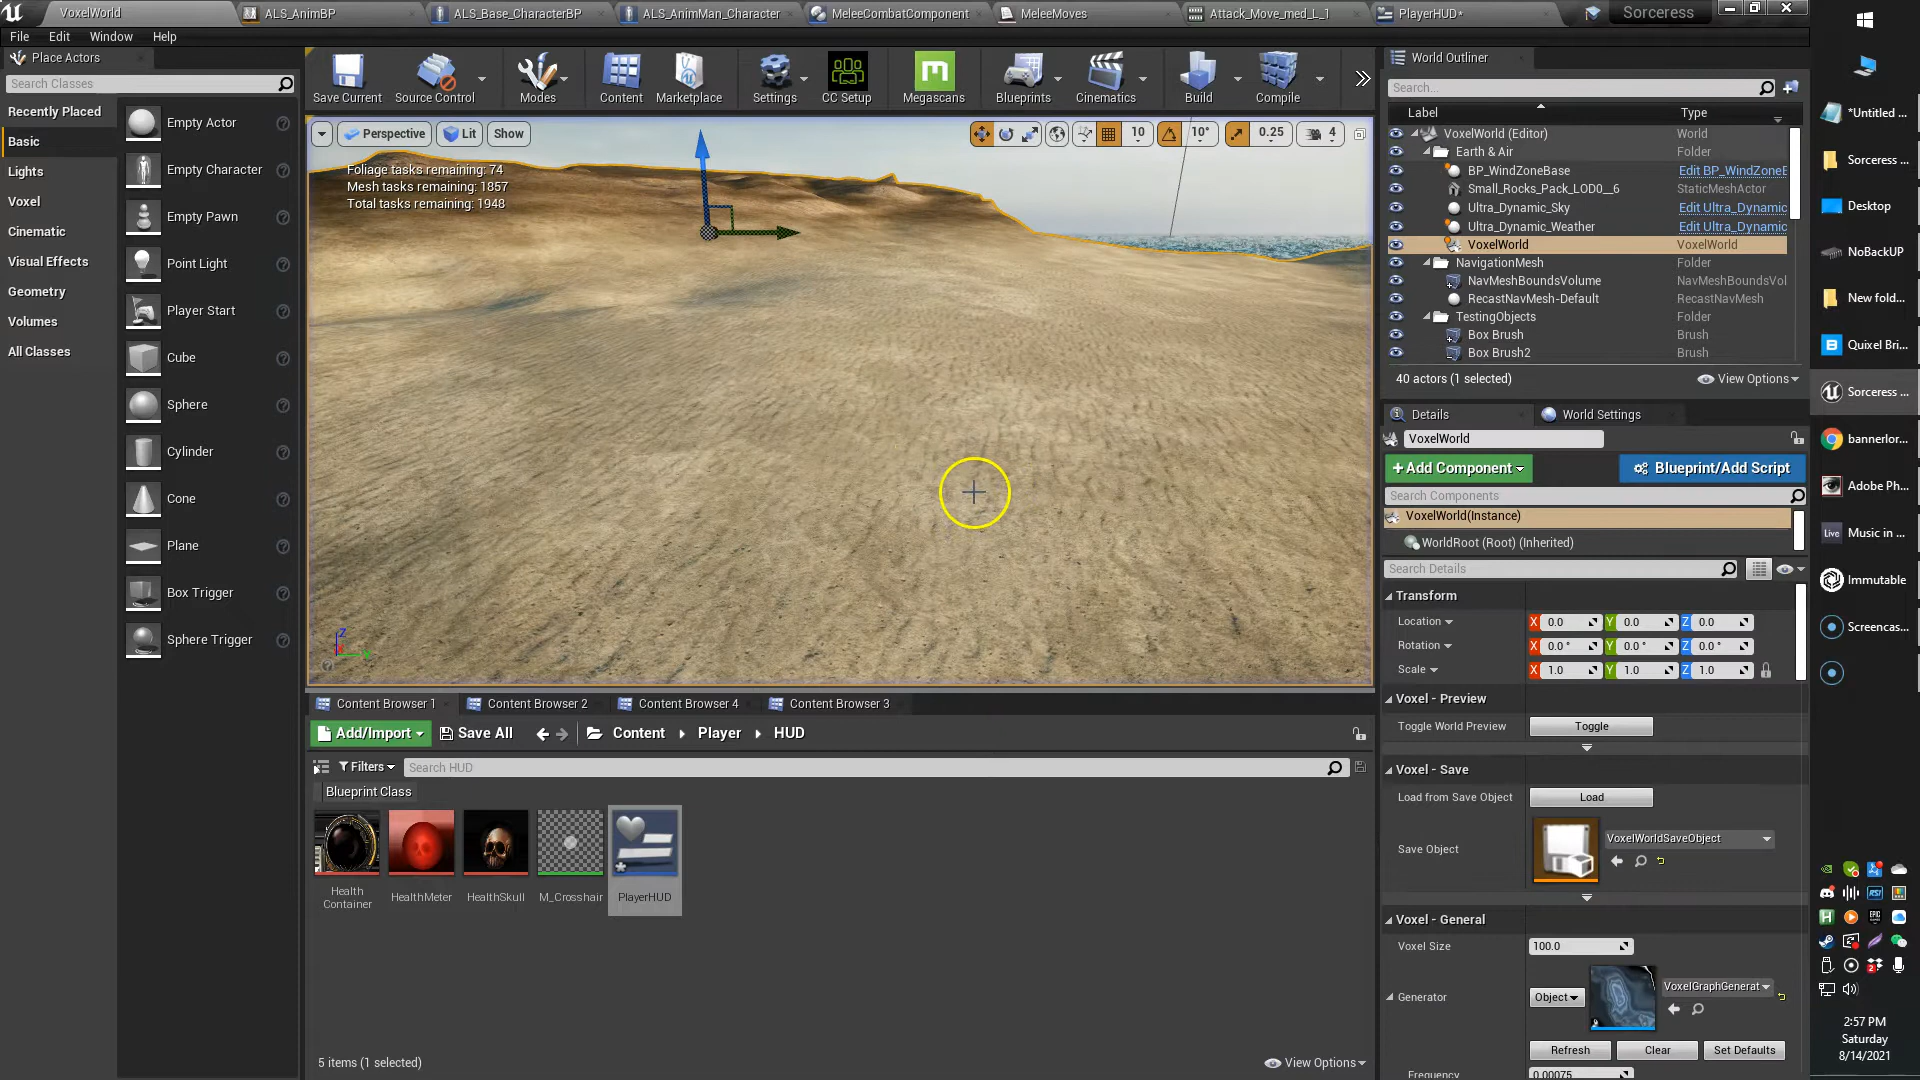 VoxelWorld
ALS_AnimBP
ALS_Base_CharacterBP
ALS_AnimMan_Character
MeleeCombatComponent
MeleeMoves
Attack_Move_med_L_1
PlayerHUD*
Sorceress
File
Edit
Window
Help
Place Actors
Search Classes
Recently Placed
Basic
Lights
Voxel
Cinematic
Visual Effects
Geometry
Volumes
All Classes
Empty Actor
Empty Character
Empty Pawn
Point Light
Player Start
Cube
Sphere
Cylinder
Cone
Plane
Box Trigger
Sphere Trigger
Save Current
Source Control
Modes
Content
Marketplace
Settings
CC Setup
Megascans
Blueprints
Cinematics
Build
Compile
Perspective
Lit
Show
10
10°
0.25
4
Foliage tasks remaining: 74
Mesh tasks remaining: 1857
Total tasks remaining: 1948
Z
Content Browser 1
Content Browser 2
Content Browser 4
Content Browser 3
Add/Import
Save All
Content
Player
HUD
Filters
Search HUD
Blueprint Class
Health
Container
HealthMeter
HealthSkull
M_Crosshair
PlayerHUD
5 items (1 selected)
View Options
World Outliner
Search...
Label
Type
VoxelWorld (Editor)
World
Earth & Air
Folder
BP_WindZoneBase
Edit BP_WindZoneE
Small_Rocks_Pack_LOD0__6
StaticMeshActor
Ultra_Dynamic_Sky
Edit Ultra_Dynamic
Ultra_Dynamic_Weather
Edit Ultra_Dynamic
VoxelWorld
VoxelWorld
NavigationMesh
Folder
NavMeshBoundsVolume
NavMeshBoundsVol
RecastNavMesh-Default
RecastNavMesh
TestingObjects
Folder
Box Brush
Brush
Box Brush2
Brush
40 actors (1 selected)
View Options
Details
World Settings
VoxelWorld
+Add Component
Blueprint/Add Script
Search Components
VoxelWorld(Instance)
WorldRoot (Root) (Inherited)
Search Details
Transform
Location
X 0.0
Y 0.0
Z 0.0
Rotation
X 0.0 °
Y 0.0 °
Z 0.0 °
Scale
X 1.0
Y 1.0
Z 1.0
Voxel - Preview
Toggle World Preview
Toggle
Voxel - Save
Load from Save Object
Load
Save Object
VoxelWorldSaveObject
Voxel - General
Voxel Size
100.0
Generator
Object
VoxelGraphGenerat
Refresh
Clear
Set Defaults
Frequency
0.00075
*Untitled ...
Sorceress ...
Desktop
NoBackUP
New fold...
Quixel Bri...
Sorceress ...
bannerlor...
Adobe Ph...
Live
Music in ...
Immutable
Screencas...
2:57 PM
Saturday
8/14/2021